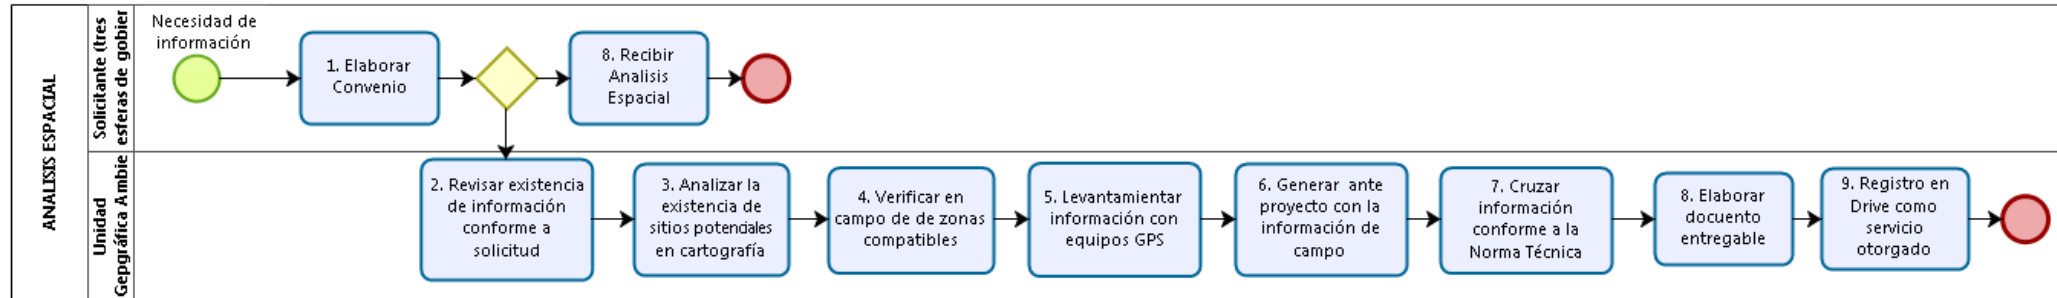 ANALISIS ESPACIAL
Solicitante (tres
esferas de gobier
Necesidad de
información
1. Elaborar
Convenio
8. Recibir
Analisis
Espacial
Unidad
Gepgráfica Ambie
2. Revisar existencia
de información
conforme a
solicitud
3. Analizar la
existencia de
sitios potenciales
en cartografía
4. Verificar en
campo de de zonas
compatibles
5. Levantamientar
información con
equipos GPS
6. Generar ante
proyecto con la
información de
campo
7. Cruzar
información
conforme a la
Norma Técnica
8. Elaborar
docuento
entregable
9. Registro en
Drive como
servicio
otorgado